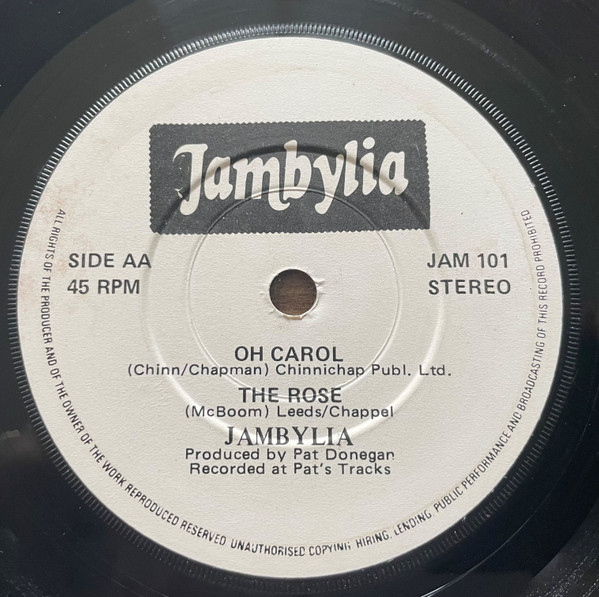 Jambylia
SIDE AA
45 RPM
JAM 101
STEREO
OH CAROL
(Chinn/Chapman) Chinnichap Publ. Ltd.
THE ROSE
(McBoom) Leeds/Chappel
JAMBYLIA
Produced by Pat Donegan
Recorded at Pat's Tracks
ALL RIGHTS OF THE PRODUCER AND OF THE OWNER OF THE WORK REPRODUCED RESERVED. UNAUTHORISED COPYING, HIRING, LENDING, PUBLIC PERFORMANCE AND BROADCASTING OF THIS RECORD PROHIBITED